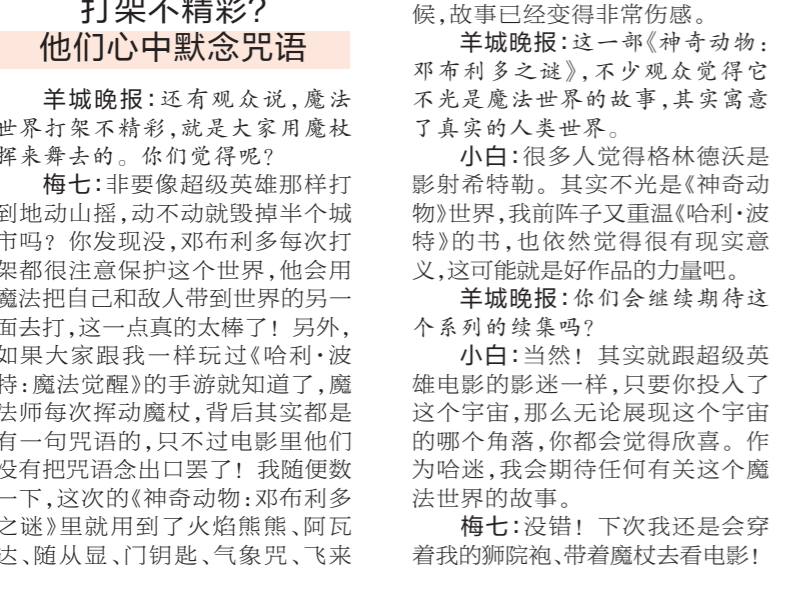 打架不精彩？
他们心中默念咒语
羊城晚报：还有观众说，魔法
世界打架不精彩，就是大家用魔杖
挥来舞去的。你们觉得呢？
梅七：非要像超级英雄那样打
到地动山摇，动不动就毁掉半个城
市吗？你发现没，邓布利多每次打
架都很注意保护这个世界，他会用
魔法把自己和敌人带到世界的另一
面去打，这一点真的太棒了！另外，
如果大家跟我一样玩过《哈利·波
特：魔法觉醒》的手游就知道了，魔
法师每次挥动魔杖，背后其实都是
有一句咒语的，只不过电影里他们
没有把咒语念出口罢了！我随便数
一下，这次的《神奇动物：邓布利多
之谜》里就用到了火焰熊熊、阿瓦
达、随从显、门钥匙、气象咒、飞来
候，故事已经变得非常伤感。
羊城晚报：这一部《神奇动物：
邓布利多之谜》，不少观众觉得它
不光是魔法世界的故事，其实寓意
了真实的人类世界。
小白：很多人觉得格林德沃是
影射希特勒。其实不光是《神奇动
物》世界，我前阵子又重温《哈利·波
特》的书，也依然觉得很有现实意
义，这可能就是好作品的力量吧。
羊城晚报：你们会继续期待这
个系列的续集吗？
小白：当然！其实就跟超级英
雄电影的影迷一样，只要你投入了
这个宇宙，那么无论展现这个宇宙
的哪个角落，你都会觉得欣喜。作
为哈迷，我会期待任何有关这个魔
法世界的故事。
梅七：没错！下次我还是会穿
着我的狮院袍、带着魔杖去看电影！